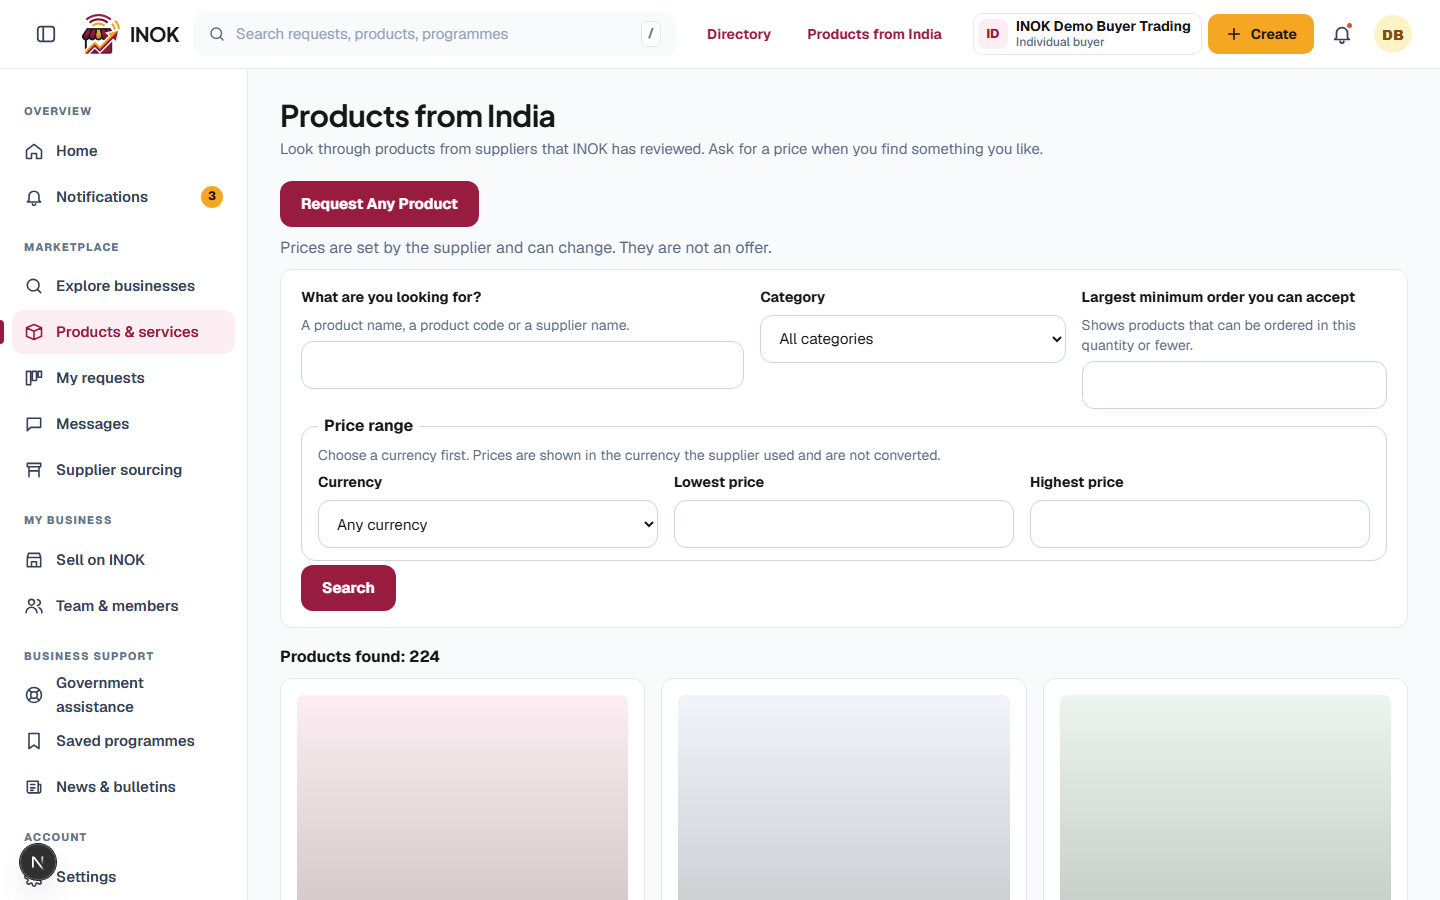 INOK
Search requests, products, programmes
/
Directory
Products from India
ID
INOK Demo Buyer Trading
Individual buyer
Create
DB
OVERVIEW
Home
Notifications
3
MARKETPLACE
Explore businesses
Products & services
My requests
Messages
Supplier sourcing
MY BUSINESS
Sell on INOK
Team & members
BUSINESS SUPPORT
Government
assistance
Saved programmes
News & bulletins
ACCOUNT
N
Settings
Products from India
Look through products from suppliers that INOK has reviewed. Ask for a price when you find something you like.
Request Any Product
Prices are set by the supplier and can change. They are not an offer.
What are you looking for?
A product name, a product code or a supplier name.
Category
All categories
Largest minimum order you can accept
Shows products that can be ordered in this
quantity or fewer.
Price range
Choose a currency first. Prices are shown in the currency the supplier used and are not converted.
Currency
Any currency
Lowest price
Highest price
Search
Products found: 224